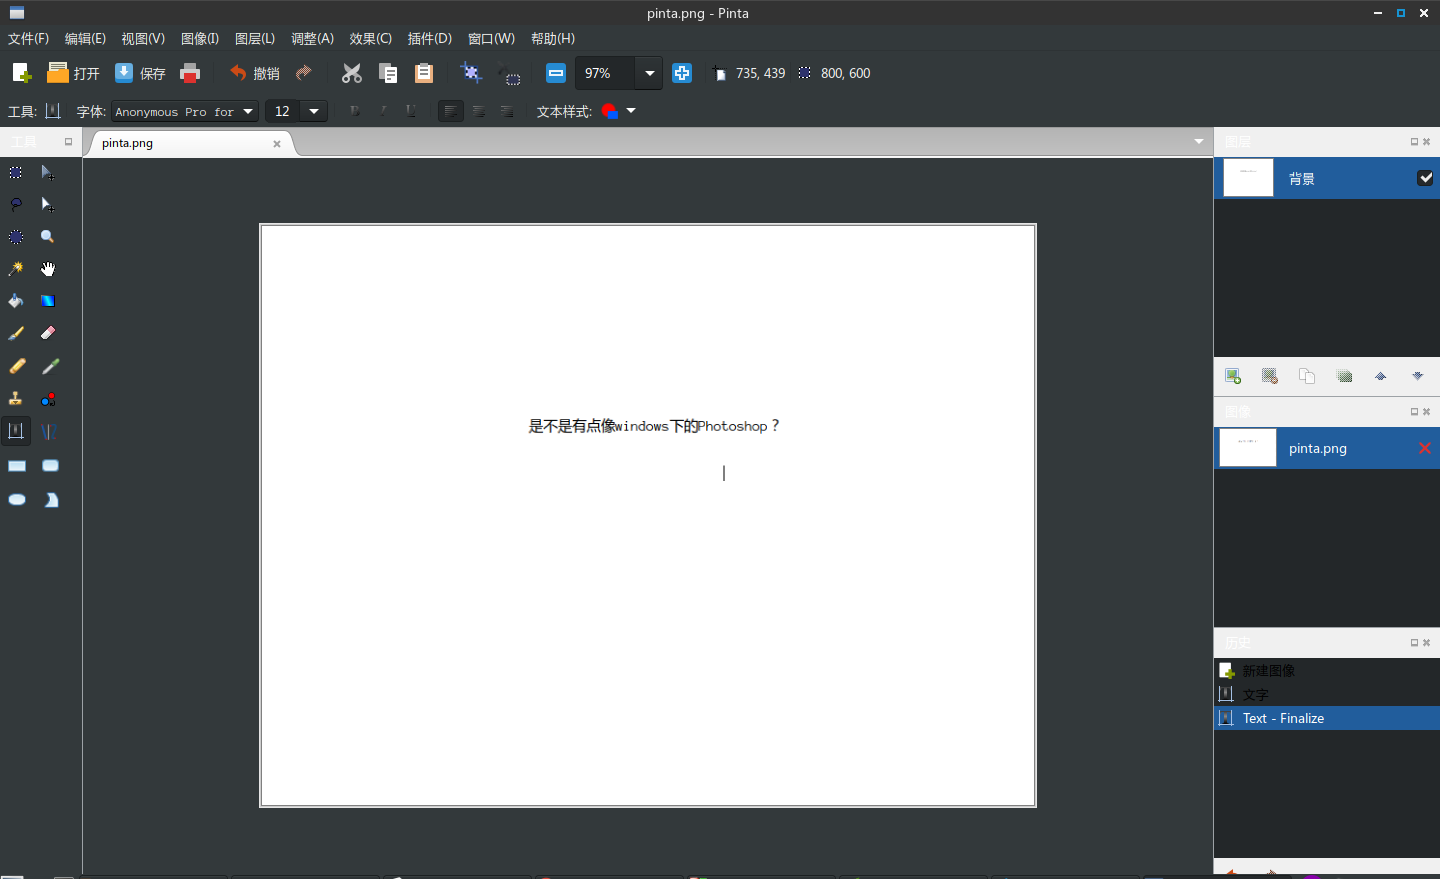 pinta.png - Pinta
文件(F) 编辑(E) 视图(V) 图像(I) 图层(L) 调整(A) 效果(C) 插件(D) 窗口(W) 帮助(H)
打开 保存 撤销 97% 735, 439 800, 600
工具: 字体: Anonymous Pro for 12 B I U 文本样式:
工具 pinta.png 图层
背景
是不是有点像windows下的Photoshop？
图像
pinta.png
历史
新建图像
文字
Text - Finalize